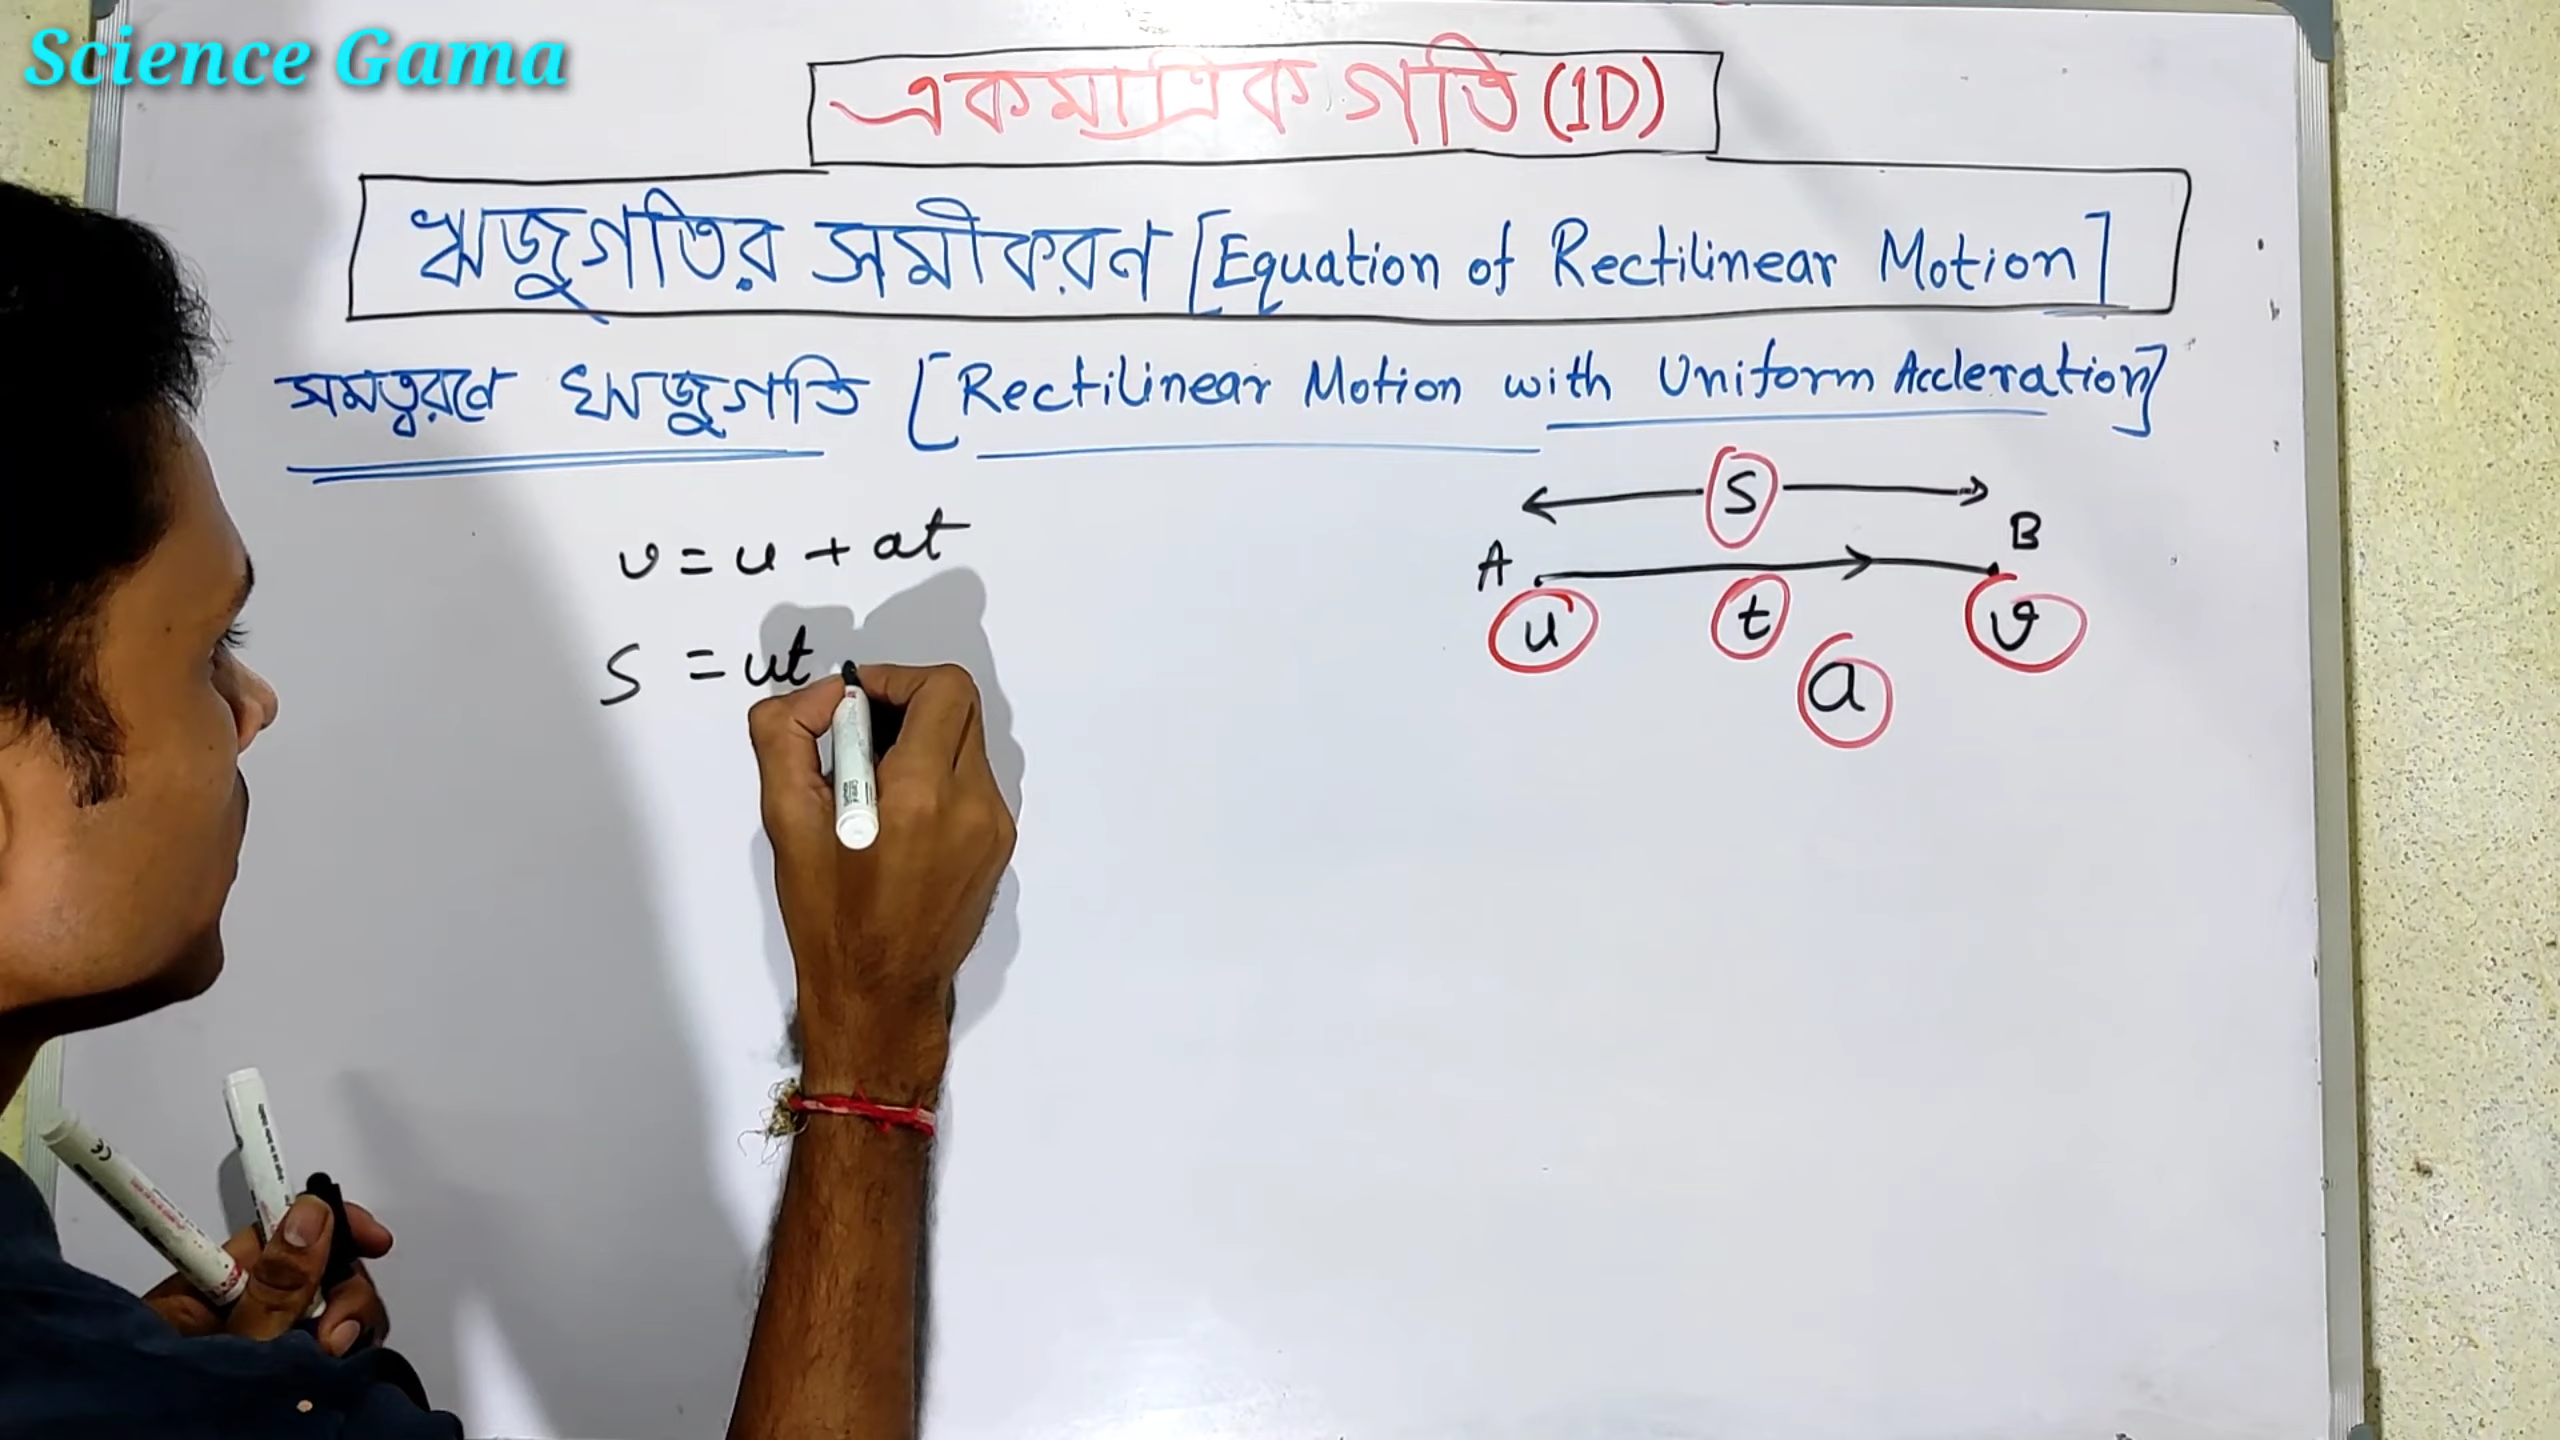 Science Gama
একমাত্রিক গতি (1D)
ঋজুগতির সমীকরণ [Equation of Rectilinear Motion]
সমত্বরণে ঋজুগতি [Rectilinear Motion with Uniform Accleration]
S
A B
u t v
a
v = u + at
S = ut